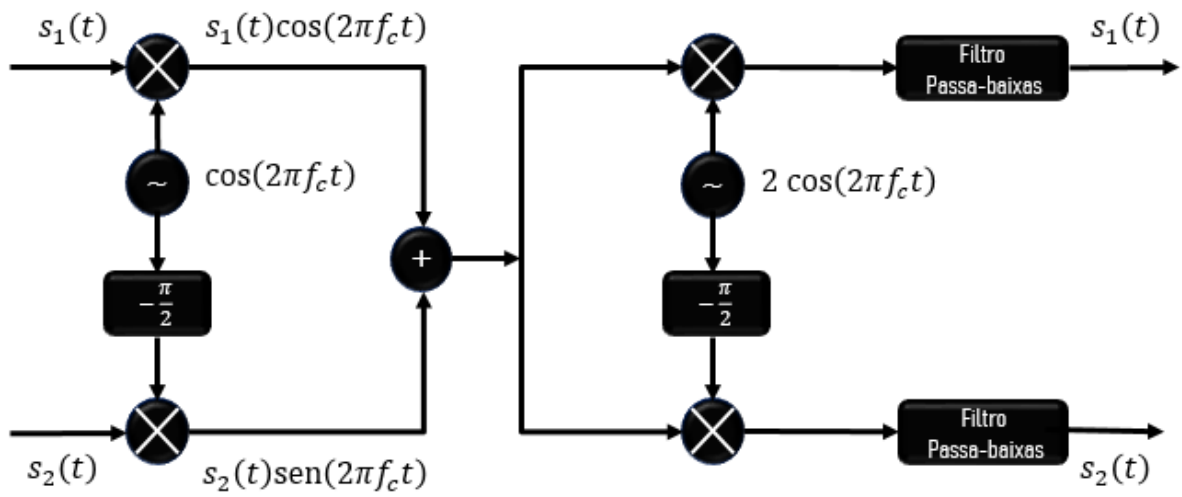 s₁(t)
s₁(t)cos(2πf_c t)
Filtro
Passa-baixas
s₁(t)
~
cos(2πf_c t)
~
2 cos(2πf_c t)
+
−π/2
−π/2
s₂(t)
s₂(t)sen(2πf_c t)
Filtro
Passa-baixas
s₂(t)